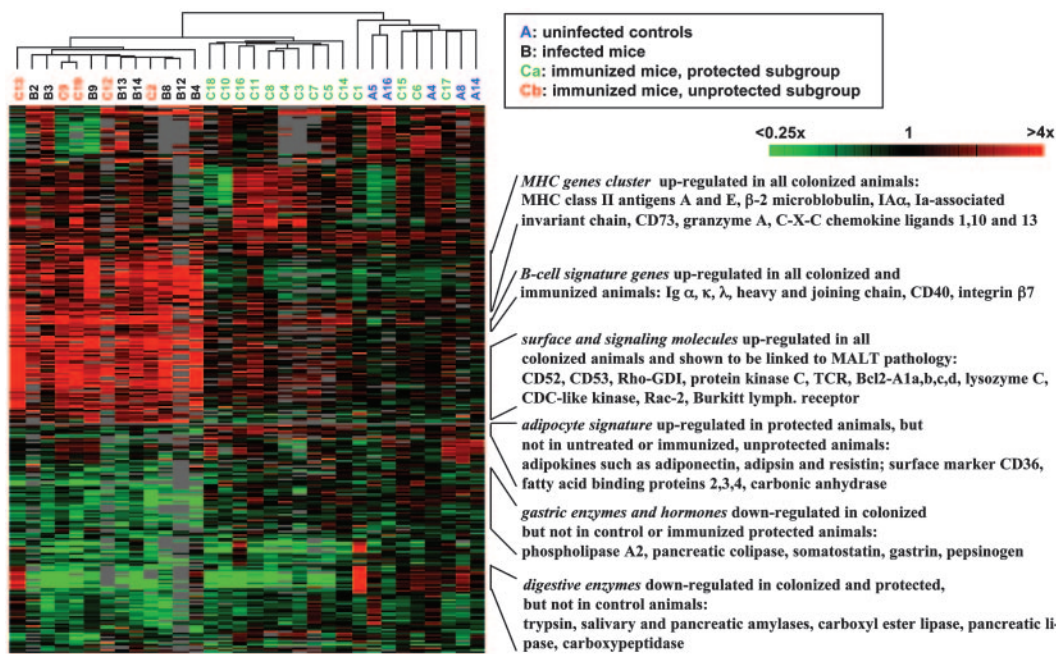 A: uninfected controls
B: infected mice
Ca: immunized mice, protected subgroup
Cb: immunized mice, unprotected subgroup
C13 B2 B3 C9 C19 B9 C12 B13 B14 C2 B8 B12 B4 C18 C10 C16 C11 C8 C4 C3 C7 C5 C14 C1 A5 A16 C15 C6 A4 C17 A8 A14
<0.25x 1 >4x
MHC genes cluster up-regulated in all colonized animals:
MHC class II antigens A and E, β-2 microblobulin, IAα, Ia-associated
invariant chain, CD73, granzyme A, C-X-C chemokine ligands 1,10 and 13
B-cell signature genes up-regulated in all colonized and
immunized animals: Ig α, κ, λ, heavy and joining chain, CD40, integrin β7
surface and signaling molecules up-regulated in all
colonized animals and shown to be linked to MALT pathology:
CD52, CD53, Rho-GDI, protein kinase C, TCR, Bcl2-A1a,b,c,d, lysozyme C,
CDC-like kinase, Rac-2, Burkitt lymph. receptor
adipocyte signature up-regulated in protected animals, but
not in untreated or immunized, unprotected animals:
adipokines such as adiponectin, adipsin and resistin; surface marker CD36,
fatty acid binding proteins 2,3,4, carbonic anhydrase
gastric enzymes and hormones down-regulated in colonized
but not in control or immunized protected animals:
phospholipase A2, pancreatic colipase, somatostatin, gastrin, pepsinogen
digestive enzymes down-regulated in colonized and protected,
but not in control animals:
trypsin, salivary and pancreatic amylases, carboxyl ester lipase, pancreatic li-
pase, carboxypeptidase